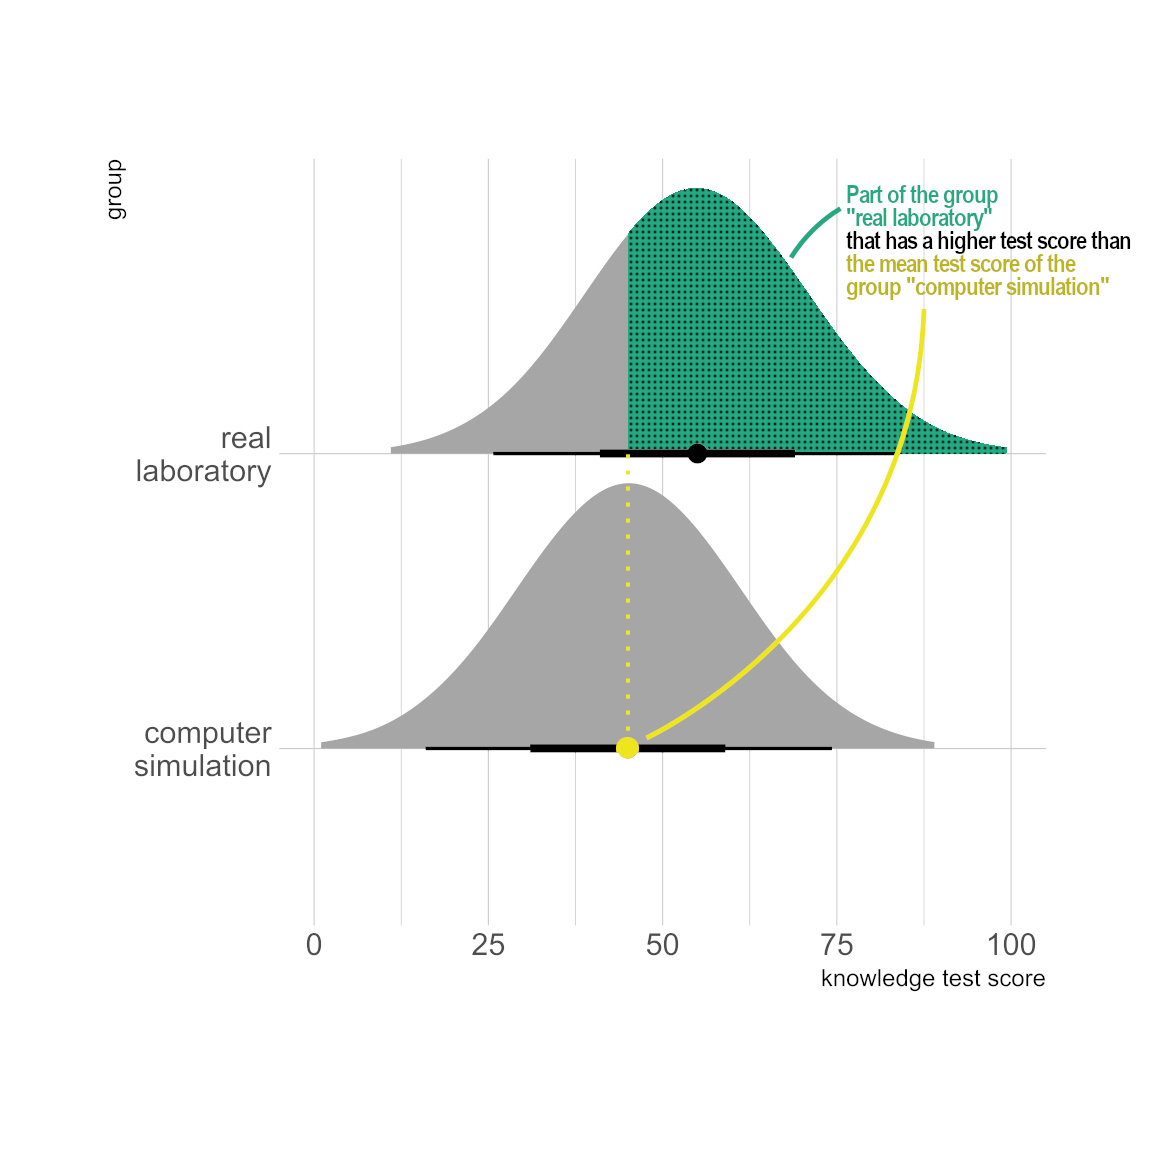 group
Part of the group
"real laboratory"
that has a higher test score than
the mean test score of the
group "computer simulation"
real
laboratory
computer
simulation
0 25 50 75 100
knowledge test score